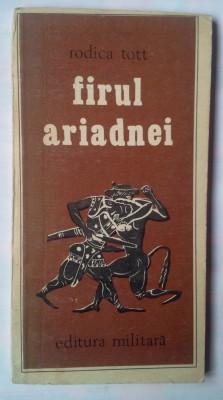 rodica tott
firul
ariadnei
editura militară